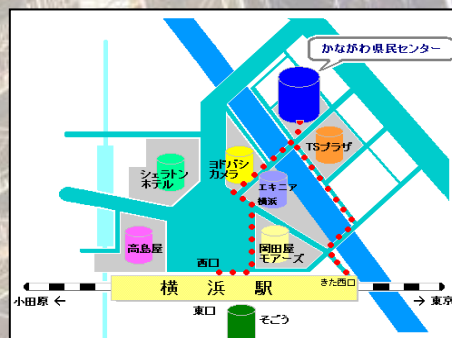 かながわ県民センター
TSプラザ
ヨドバシ
カメラ
シェラトン
ホテル
エキニア
横浜
高島屋
岡田屋
モアーズ
西口
きた西口
横浜駅
小田原 ←
→ 東京
東口
そごう